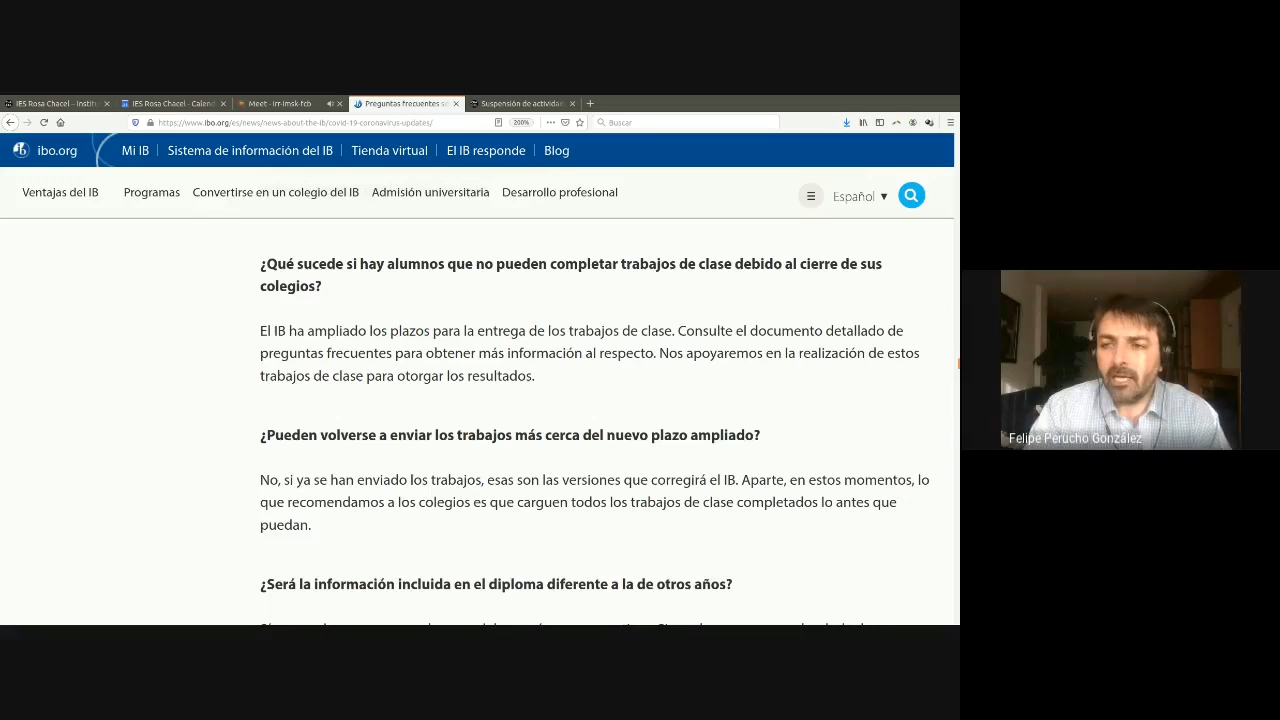 IES Rosa Chacel – Institu
IES Rosa Chacel - Calend
Meet - irr-imsk-fcb
Preguntas frecuentes so
Suspensión de actividad
https://www.ibo.org/es/news/news-about-the-ib/covid-19-coronavirus-updates/
200%
Buscar
ibo.org
Mi IB
Sistema de información del IB
Tienda virtual
El IB responde
Blog
Ventajas del IB
Programas
Convertirse en un colegio del IB
Admisión universitaria
Desarrollo profesional
Español ▼
¿Qué sucede si hay alumnos que no pueden completar trabajos de clase debido al cierre de sus
colegios?
El IB ha ampliado los plazos para la entrega de los trabajos de clase. Consulte el documento detallado de
preguntas frecuentes para obtener más información al respecto. Nos apoyaremos en la realización de estos
trabajos de clase para otorgar los resultados.
¿Pueden volverse a enviar los trabajos más cerca del nuevo plazo ampliado?
No, si ya se han enviado los trabajos, esas son las versiones que corregirá el IB. Aparte, en estos momentos, lo
que recomendamos a los colegios es que carguen todos los trabajos de clase completados lo antes que
puedan.
¿Será la información incluida en el diploma diferente a la de otros años?
Felipe Perucho González